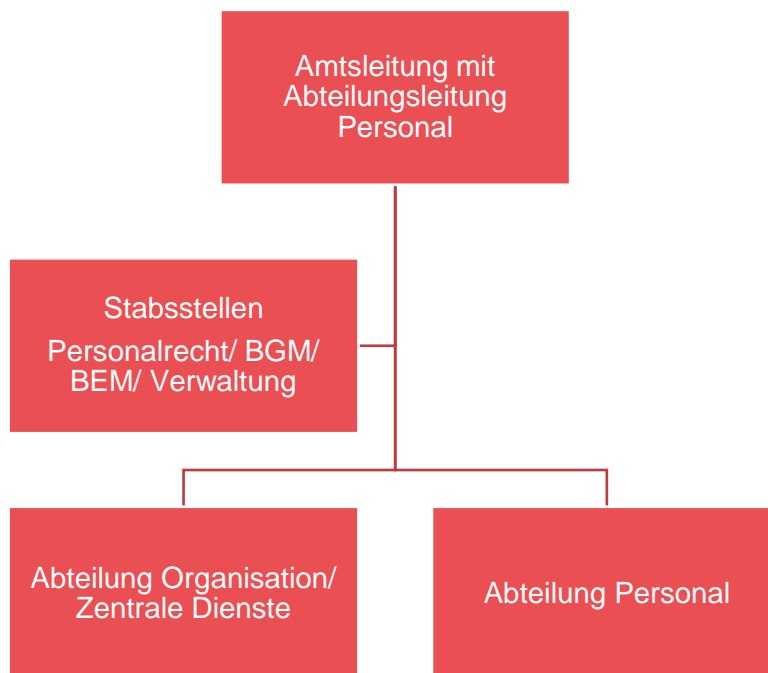 Amtsleitung mit
Abteilungsleitung
Personal
Stabsstellen
Personalrecht/ BGM/
BEM/ Verwaltung
Abteilung Organisation/
Zentrale Dienste
Abteilung Personal